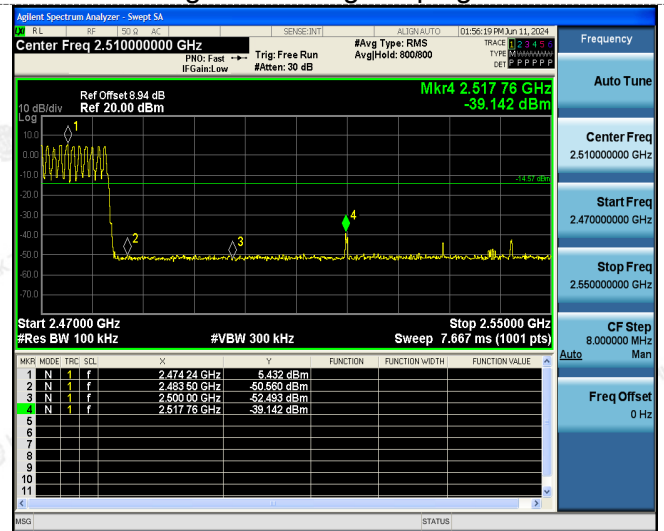 Agilent Spectrum Analyzer - Swept SA
LXI RL RF 50 Ω AC SENSE:INT ALIGN AUTO 01:56:19 PM Jun 11, 2024
Center Freq 2.510000000 GHz
PNO: Fast
IFGain:Low
Trig: Free Run
#Atten: 30 dB
#Avg Type: RMS
Avg|Hold: 800/800
TRACE 1 2 3 4 5 6
TYPE MWWWWW
DET P P P P P P
Ref Offset 8.94 dB
10 dB/div Ref 20.00 dBm
Log
Mkr4 2.517 76 GHz
-39.142 dBm
10.0
0.00
-10.0
-20.0
-30.0
-40.0
-50.0
-60.0
-70.0
1
2
3
4
-14.57 dBm
Start 2.47000 GHz Stop 2.55000 GHz
#Res BW 100 kHz #VBW 300 kHz Sweep 7.667 ms (1001 pts)
MKR MODE TRC SCL X Y FUNCTION FUNCTION WIDTH FUNCTION VALUE
1 N 1 f 2.474 24 GHz 5.432 dBm
2 N 1 f 2.483 50 GHz -50.560 dBm
3 N 1 f 2.500 00 GHz -52.493 dBm
4 N 1 f 2.517 76 GHz -39.142 dBm
5
6
7
8
9
10
11
MSG STATUS
Frequency
Auto Tune
Center Freq
2.510000000 GHz
Start Freq
2.470000000 GHz
Stop Freq
2.550000000 GHz
CF Step
8.000000 MHz
Auto Man
Freq Offset
0 Hz